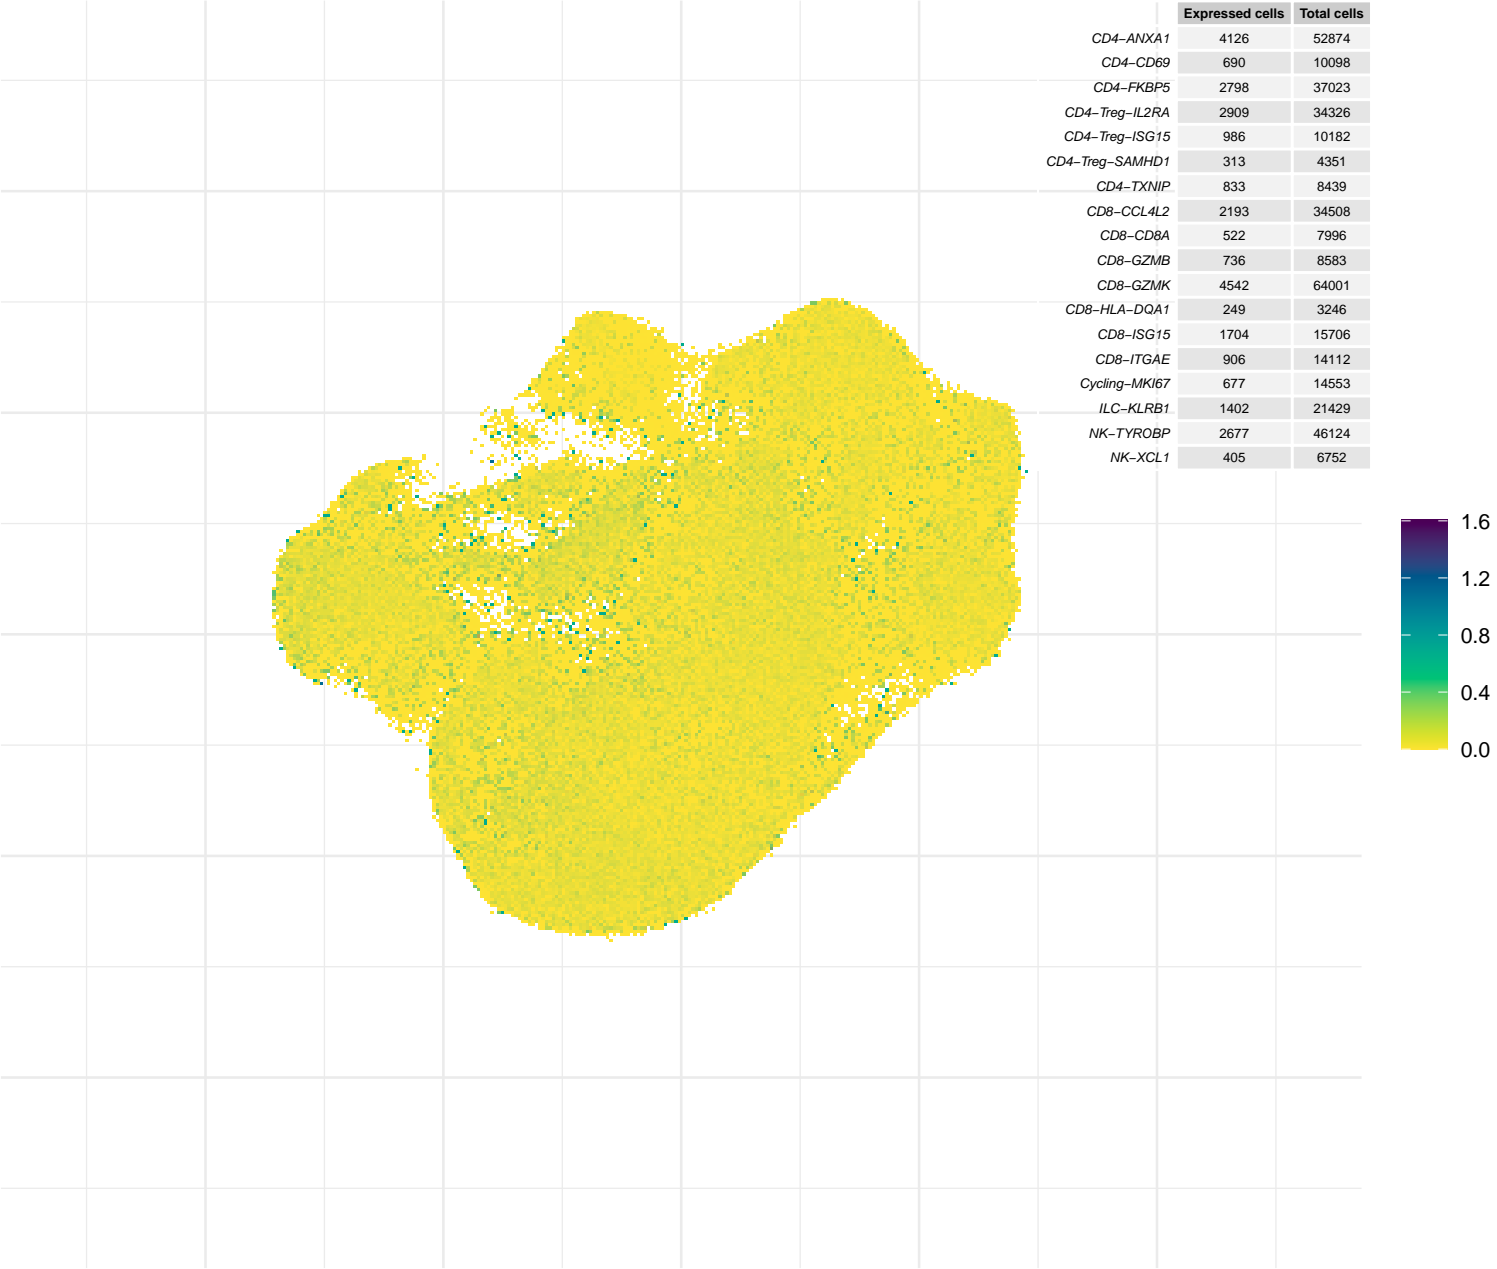 Expressed cells Total cells
CD4−ANXA1 4126 52874
CD4−CD69 690 10098
CD4−FKBP5 2798 37023
CD4−Treg−IL2RA 2909 34326
CD4−Treg−ISG15 986 10182
CD4−Treg−SAMHD1 313 4351
CD4−TXNIP 833 8439
CD8−CCL4L2 2193 34508
CD8−CD8A 522 7996
CD8−GZMB 736 8583
CD8−GZMK 4542 64001
CD8−HLA−DQA1 249 3246
CD8−ISG15 1704 15706
CD8−ITGAE 906 14112
Cycling−MKI67 677 14553
ILC−KLRB1 1402 21429
NK−TYROBP 2677 46124
NK−XCL1 405 6752
1.6
1.2
0.8
0.4
0.0